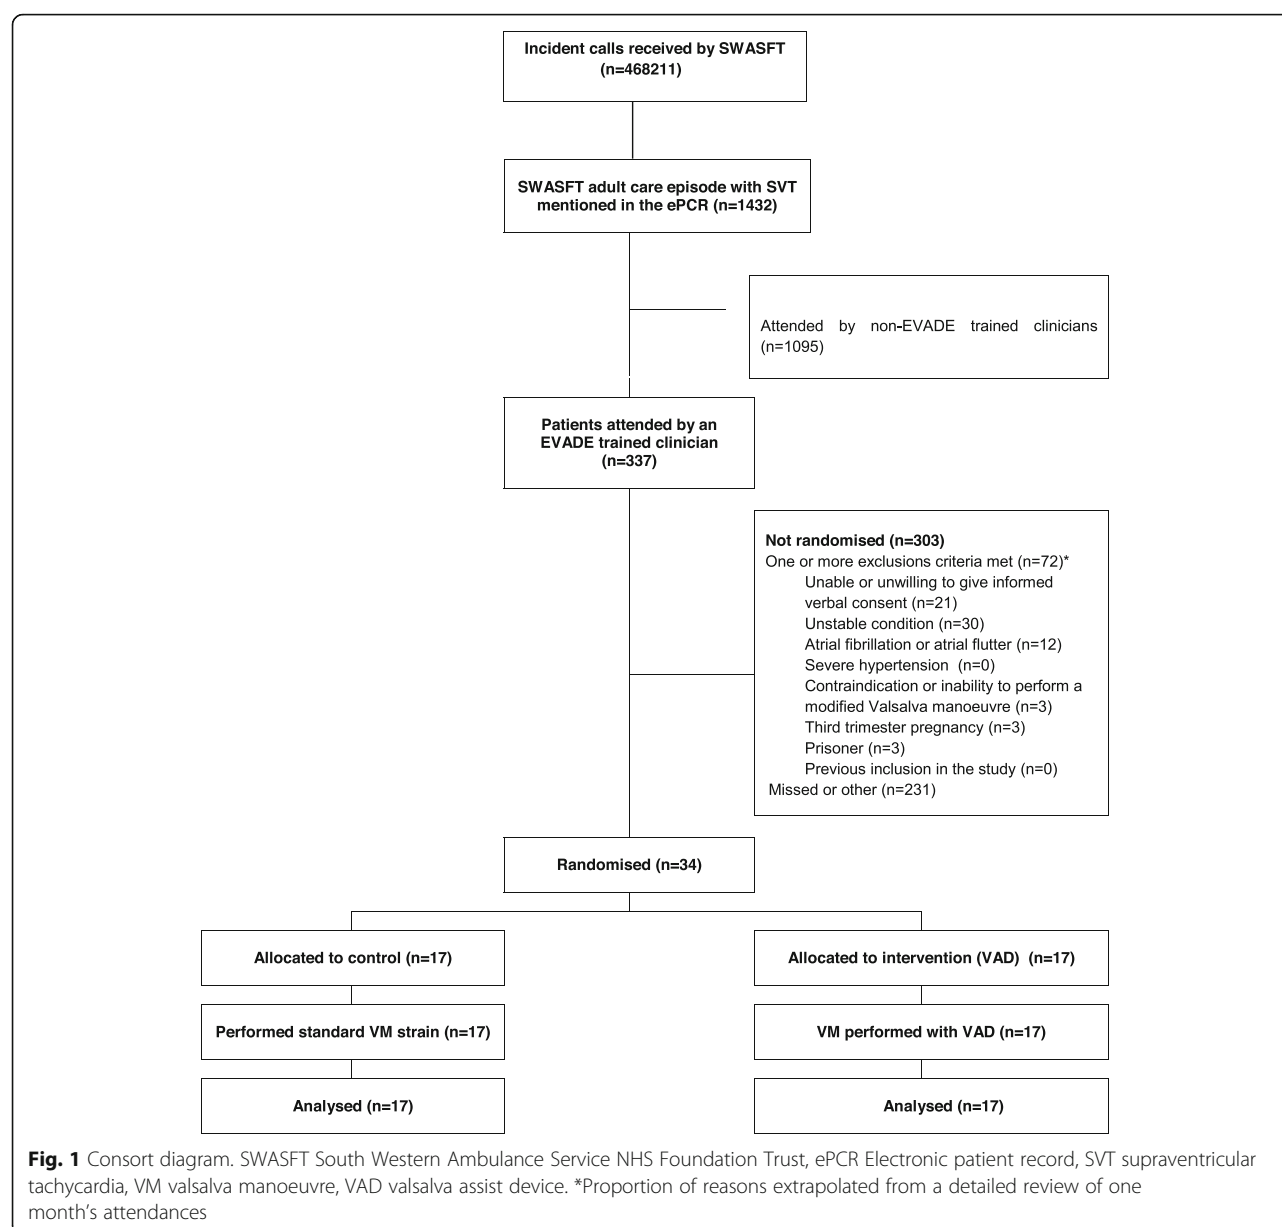 Incident calls received by SWASFT
(n=468211)
SWASFT adult care episode with SVT
mentioned in the ePCR (n=1432)
Attended by non-EVADE trained clinicians
(n=1095)
Patients attended by an
EVADE trained clinician
(n=337)
Not randomised (n=303)
One or more exclusions criteria met (n=72)*
Unable or unwilling to give informed
verbal consent (n=21)
Unstable condition (n=30)
Atrial fibrillation or atrial flutter (n=12)
Severe hypertension (n=0)
Contraindication or inability to perform a
modified Valsalva manoeuvre (n=3)
Third trimester pregnancy (n=3)
Prisoner (n=3)
Previous inclusion in the study (n=0)
Missed or other (n=231)
Randomised (n=34)
Allocated to control (n=17)
Allocated to intervention (VAD) (n=17)
Performed standard VM strain (n=17)
VM performed with VAD (n=17)
Analysed (n=17)
Analysed (n=17)
Fig. 1 Consort diagram. SWASFT South Western Ambulance Service NHS Foundation Trust, ePCR Electronic patient record, SVT supraventricular
tachycardia, VM valsalva manoeuvre, VAD valsalva assist device. *Proportion of reasons extrapolated from a detailed review of one
month's attendances